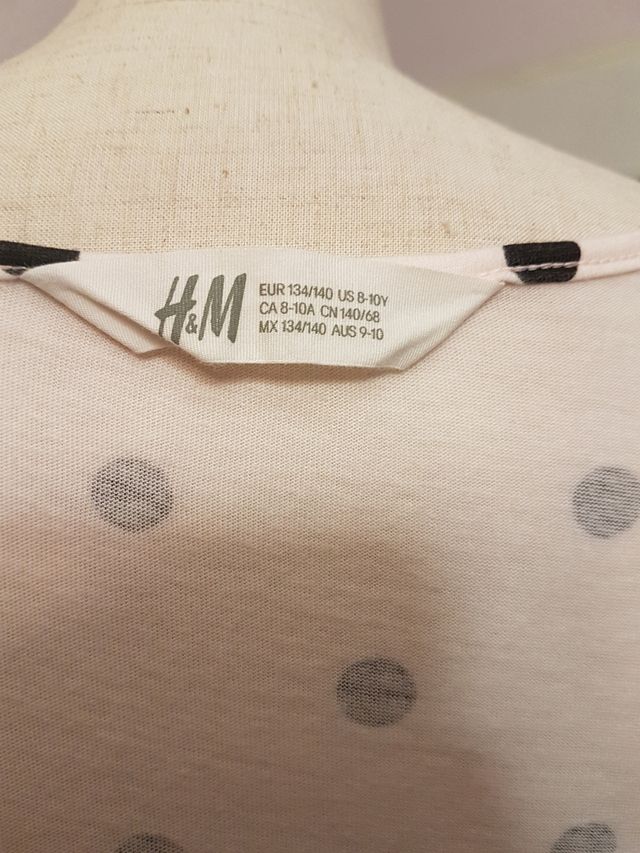 H&M
EUR 134/140 US 8-10Y
CA 8-10A CN 140/68
MX 134/140 AUS 9-10